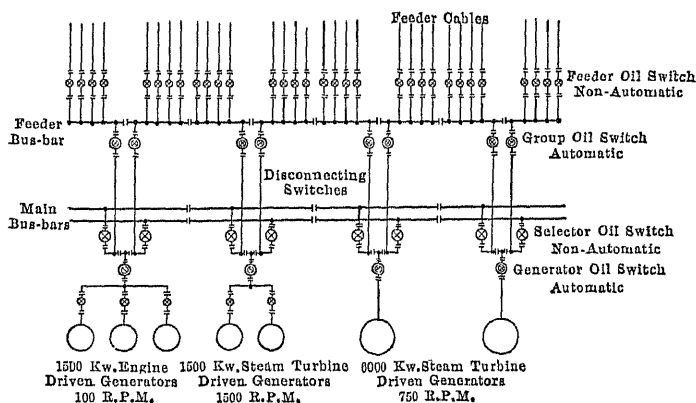 Feeder Cables
Feeder Oil Switch
Non-Automatic
Feeder
Bus-bar
Group Oil Switch
Automatic
Disconnecting
Switches
Main
Bus-bars
Selector Oil Switch
Non-Automatic
Generator Oil Switch
Automatic
1500 Kw. Engine
Driven Generators
100 R.P.M.
1500 Kw. Steam Turbine
Driven Generators
1500 R.P.M.
6000 Kw. Steam Turbine
Driven Generators
750 R.P.M.